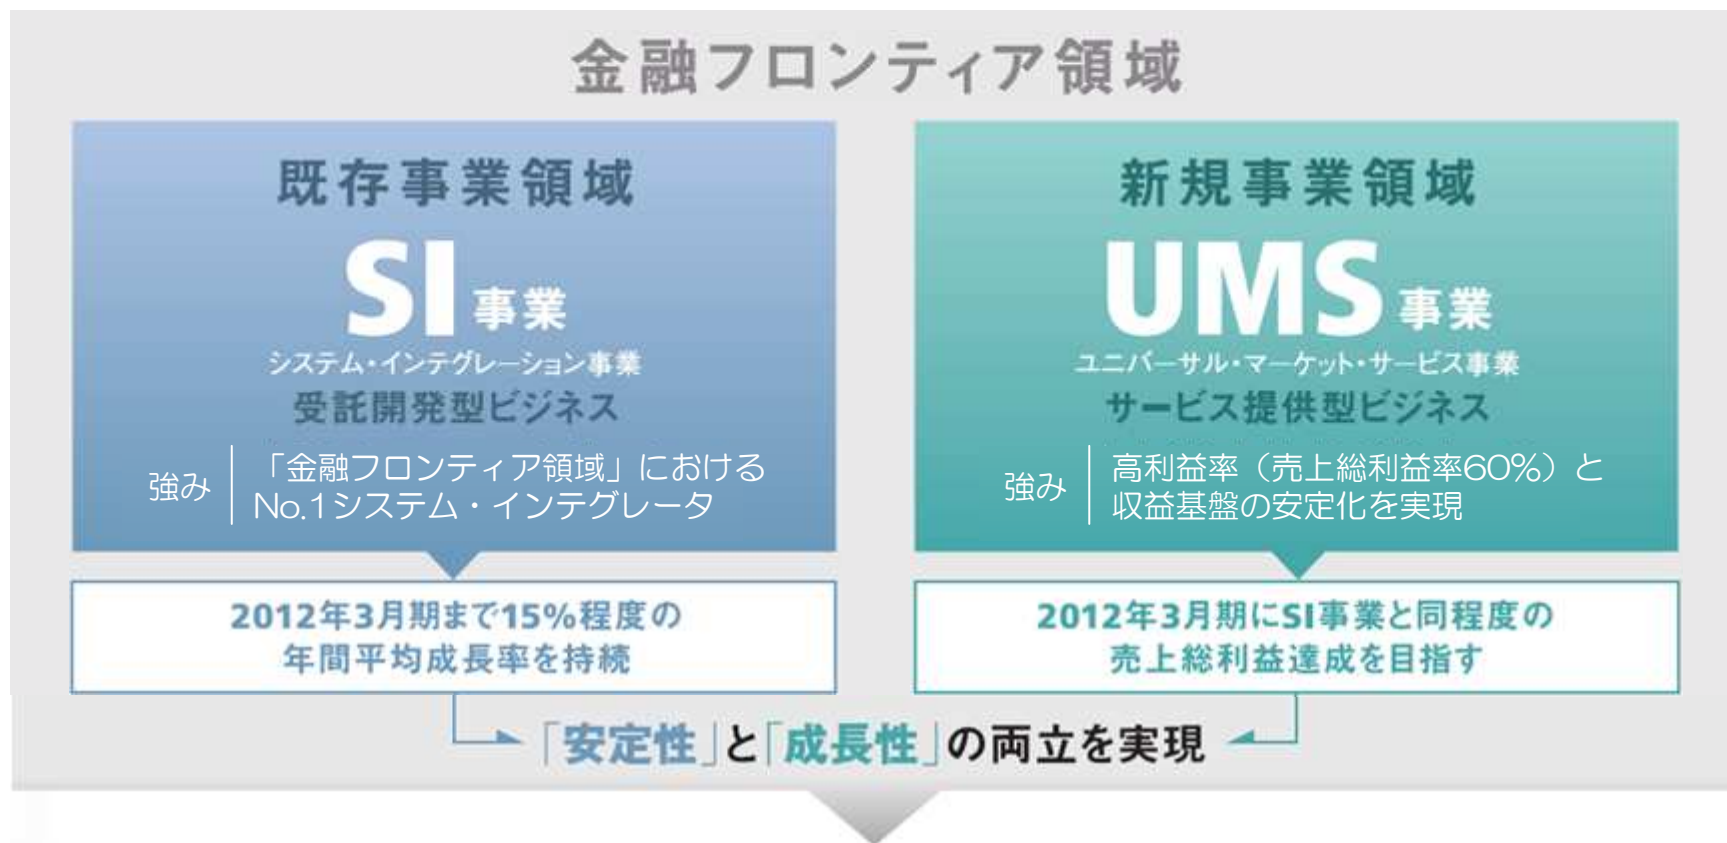 金融フロンティア領域
既存事業領域
SI事業
システム・インテグレーション事業
受託開発型ビジネス
強み
「金融フロンティア領域」における
No.1システム・インテグレータ
2012年3月期まで15%程度の
年間平均成長率を持続
新規事業領域
UMS事業
ユニバーサル・マーケット・サービス事業
サービス提供型ビジネス
強み
高利益率（売上総利益率60%）と
収益基盤の安定化を実現
2012年3月期にSI事業と同程度の
売上総利益達成を目指す
「安定性」と「成長性」の両立を実現